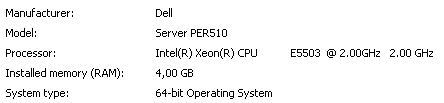 Manufacturer: Dell
Model: Server PER510
Processor: Intel(R) Xeon(R) CPU E5503 @ 2.00GHz 2.00 GHz
Installed memory (RAM): 4,00 GB
System type: 64-bit Operating System